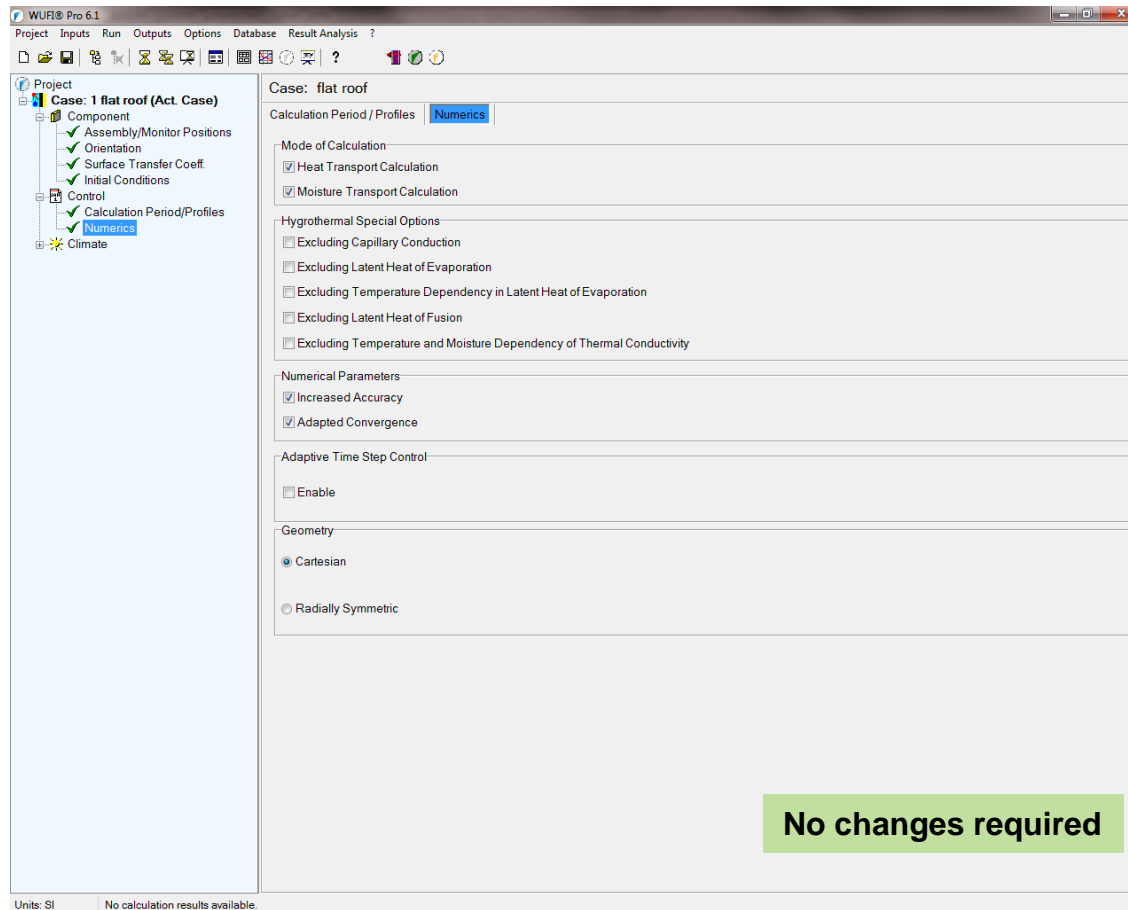 WUFI® Pro 6.1
Project Inputs Run Outputs Options Database Result Analysis ?
?
Project
Case: 1 flat roof (Act. Case)
Component
Assembly/Monitor Positions
Orientation
Surface Transfer Coeff.
Initial Conditions
Control
Calculation Period/Profiles
Numerics
Climate
Case: flat roof
Calculation Period / Profiles Numerics
Mode of Calculation
Heat Transport Calculation
Moisture Transport Calculation
Hygrothermal Special Options
Excluding Capillary Conduction
Excluding Latent Heat of Evaporation
Excluding Temperature Dependency in Latent Heat of Evaporation
Excluding Latent Heat of Fusion
Excluding Temperature and Moisture Dependency of Thermal Conductivity
Numerical Parameters
Increased Accuracy
Adapted Convergence
Adaptive Time Step Control
Enable
Geometry
Cartesian
Radially Symmetric
No changes required
Units: SI No calculation results available.